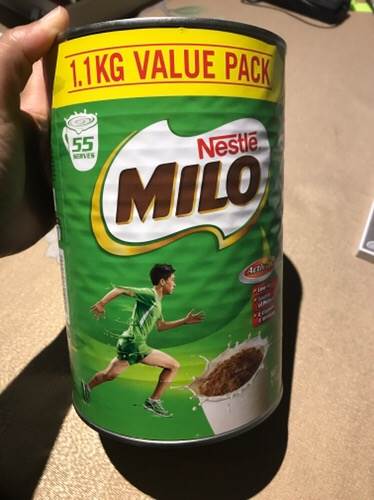 1.1KG VALUE PACK
55
SERVES
Nestlé
MILO